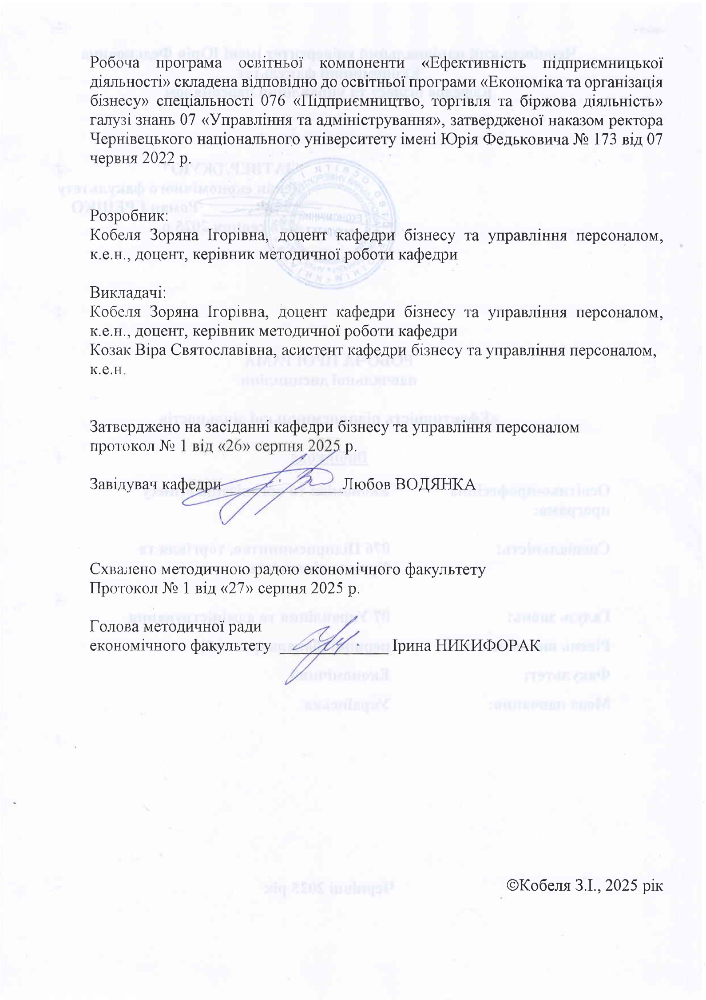 Робоча програма освітньої компоненти «Ефективність підприємницької
діяльності» складена відповідно до освітньої програми «Економіка та організація
бізнесу» спеціальності 076 «Підприємництво, торгівля та біржова діяльність»
галузі знань 07 «Управління та адміністрування», затвердженої наказом ректора
Чернівецького національного університету імені Юрія Федьковича № 173 від 07
червня 2022 р.
Розробник:
Кобеля Зоряна Ігорівна, доцент кафедри бізнесу та управління персоналом,
к.е.н., доцент, керівник методичної роботи кафедри
Викладачі:
Кобеля Зоряна Ігорівна, доцент кафедри бізнесу та управління персоналом,
к.е.н., доцент, керівник методичної роботи кафедри
Козак Віра Святославівна, асистент кафедри бізнесу та управління персоналом,
к.е.н.
Затверджено на засіданні кафедри бізнесу та управління персоналом
протокол № 1 від «26» серпня 2025 р.
Завідувач кафедри ______________Любов ВОДЯНКА
Схвалено методичною радою економічного факультету
Протокол № 1 від «27» серпня 2025 р.
Голова методичної ради
економічного факультету _____________ Ірина НИКИФОРАК
©Кобеля З.І., 2025 рік